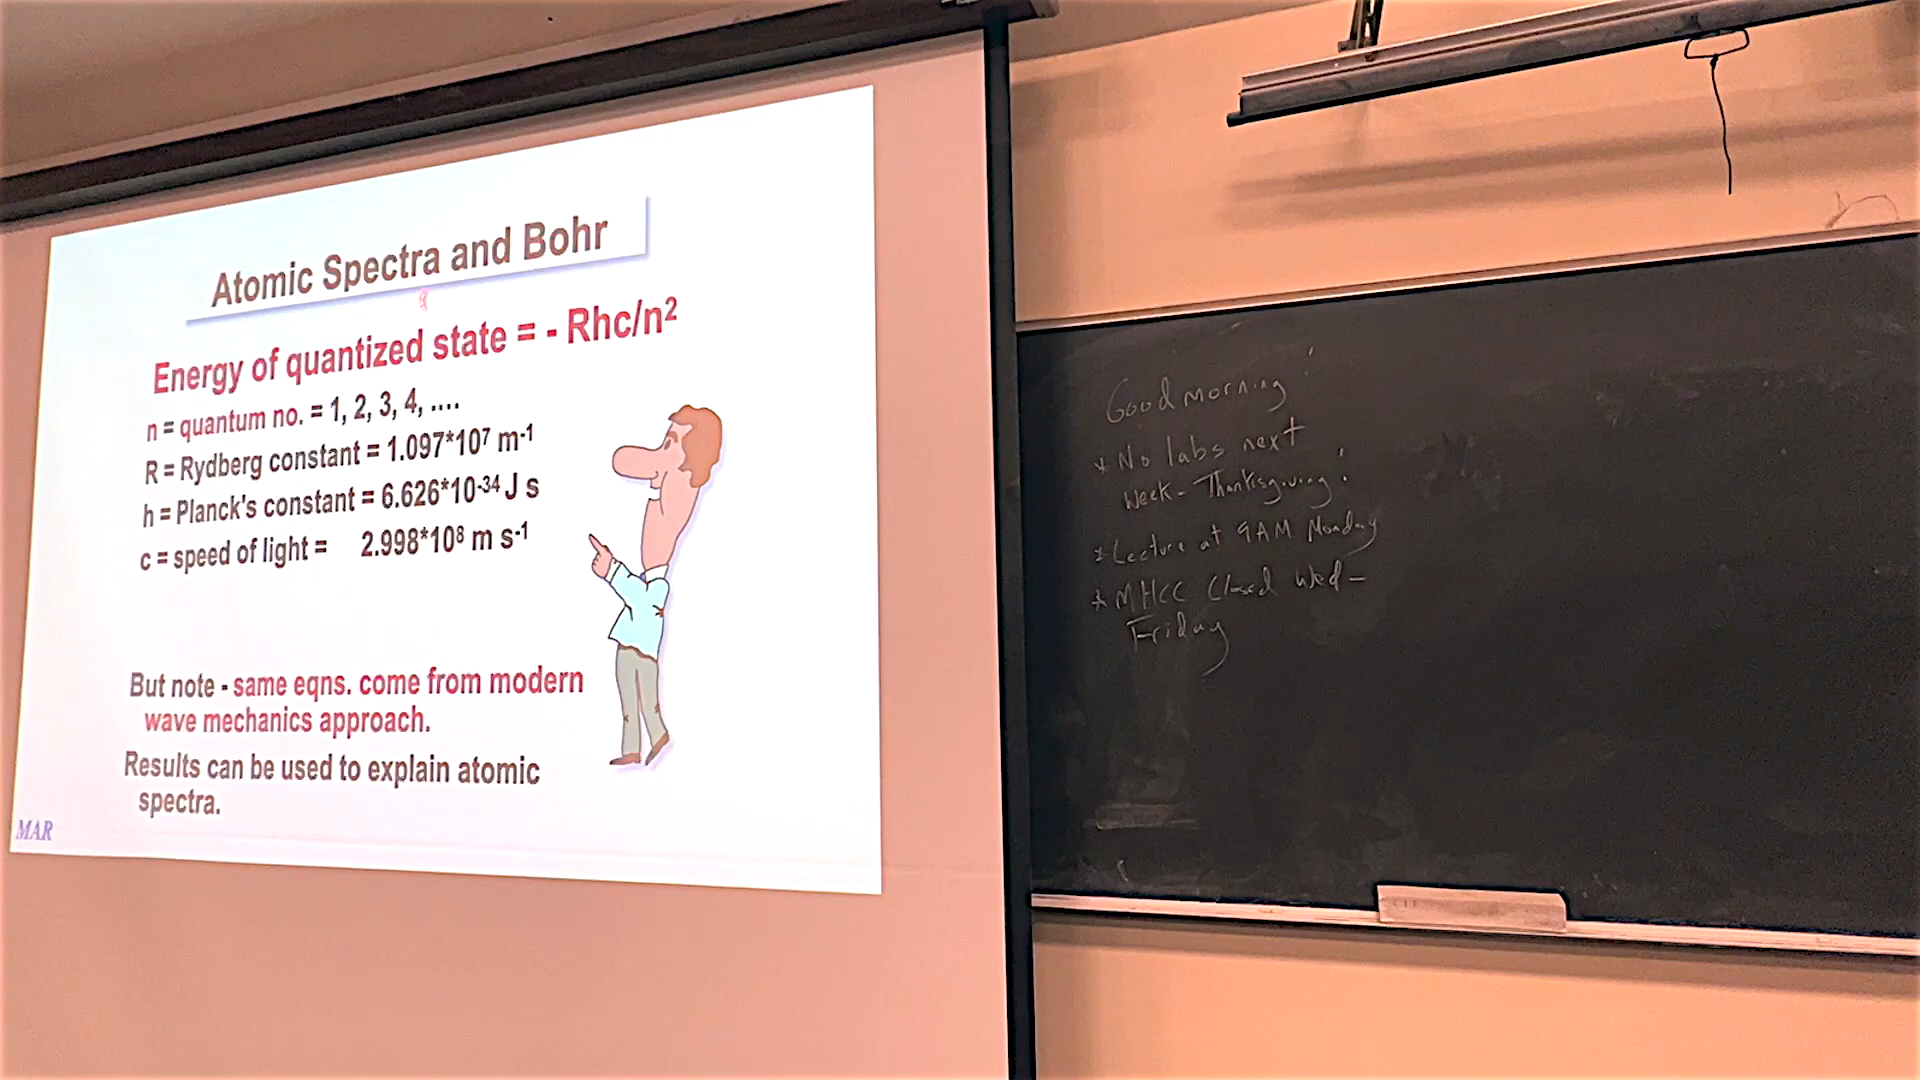 Atomic Spectra and Bohr
Energy of quantized state = - Rhc/n²
n = quantum no. = 1, 2, 3, 4, ....
R = Rydberg constant = 1.097*10⁷ m⁻¹
h = Planck's constant = 6.626*10⁻³⁴ J s
c = speed of light = 2.998*10⁸ m s⁻¹
But note - same eqns. come from modern
wave mechanics approach.
Results can be used to explain atomic
spectra.
MAR
Good morning!
* No labs next
week - Thanksgiving!
* Lecture at 9AM Monday
* MHCC Closed Wed -
Friday